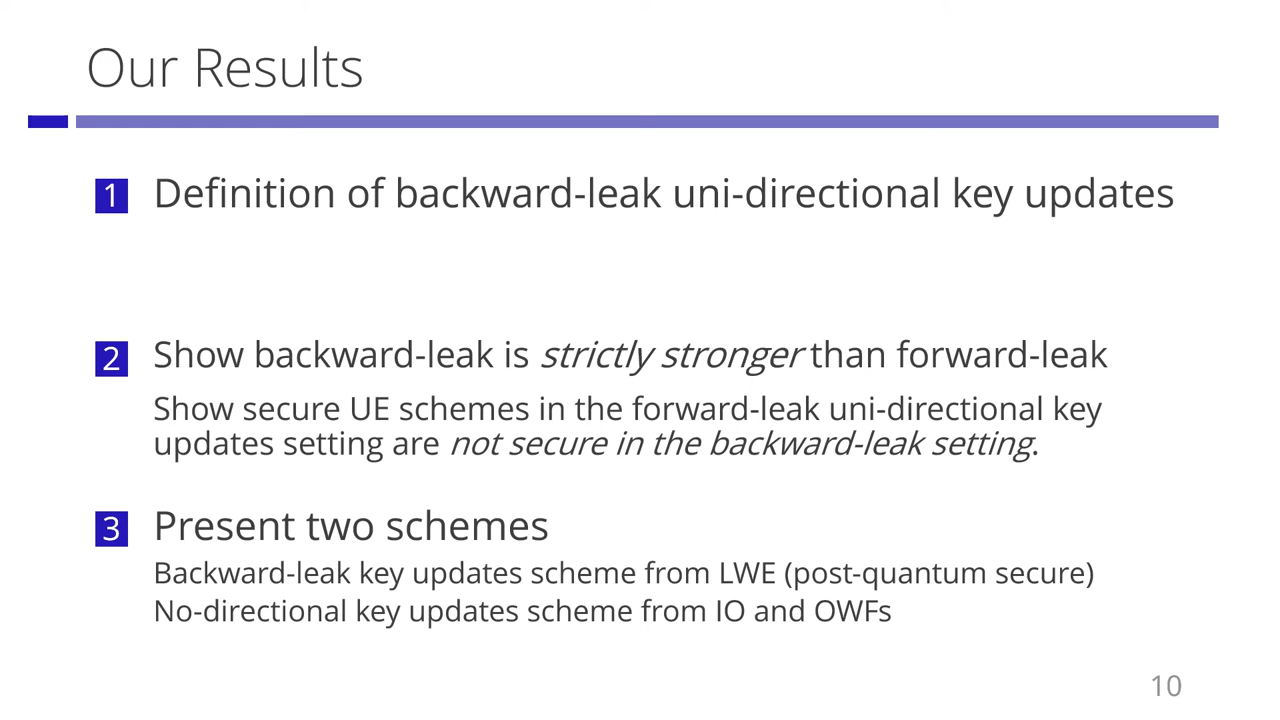 Our Results
1 Definition of backward-leak uni-directional key updates
2 Show backward-leak is strictly stronger than forward-leak
Show secure UE schemes in the forward-leak uni-directional key
updates setting are not secure in the backward-leak setting.
3 Present two schemes
Backward-leak key updates scheme from LWE (post-quantum secure)
No-directional key updates scheme from IO and OWFs
10